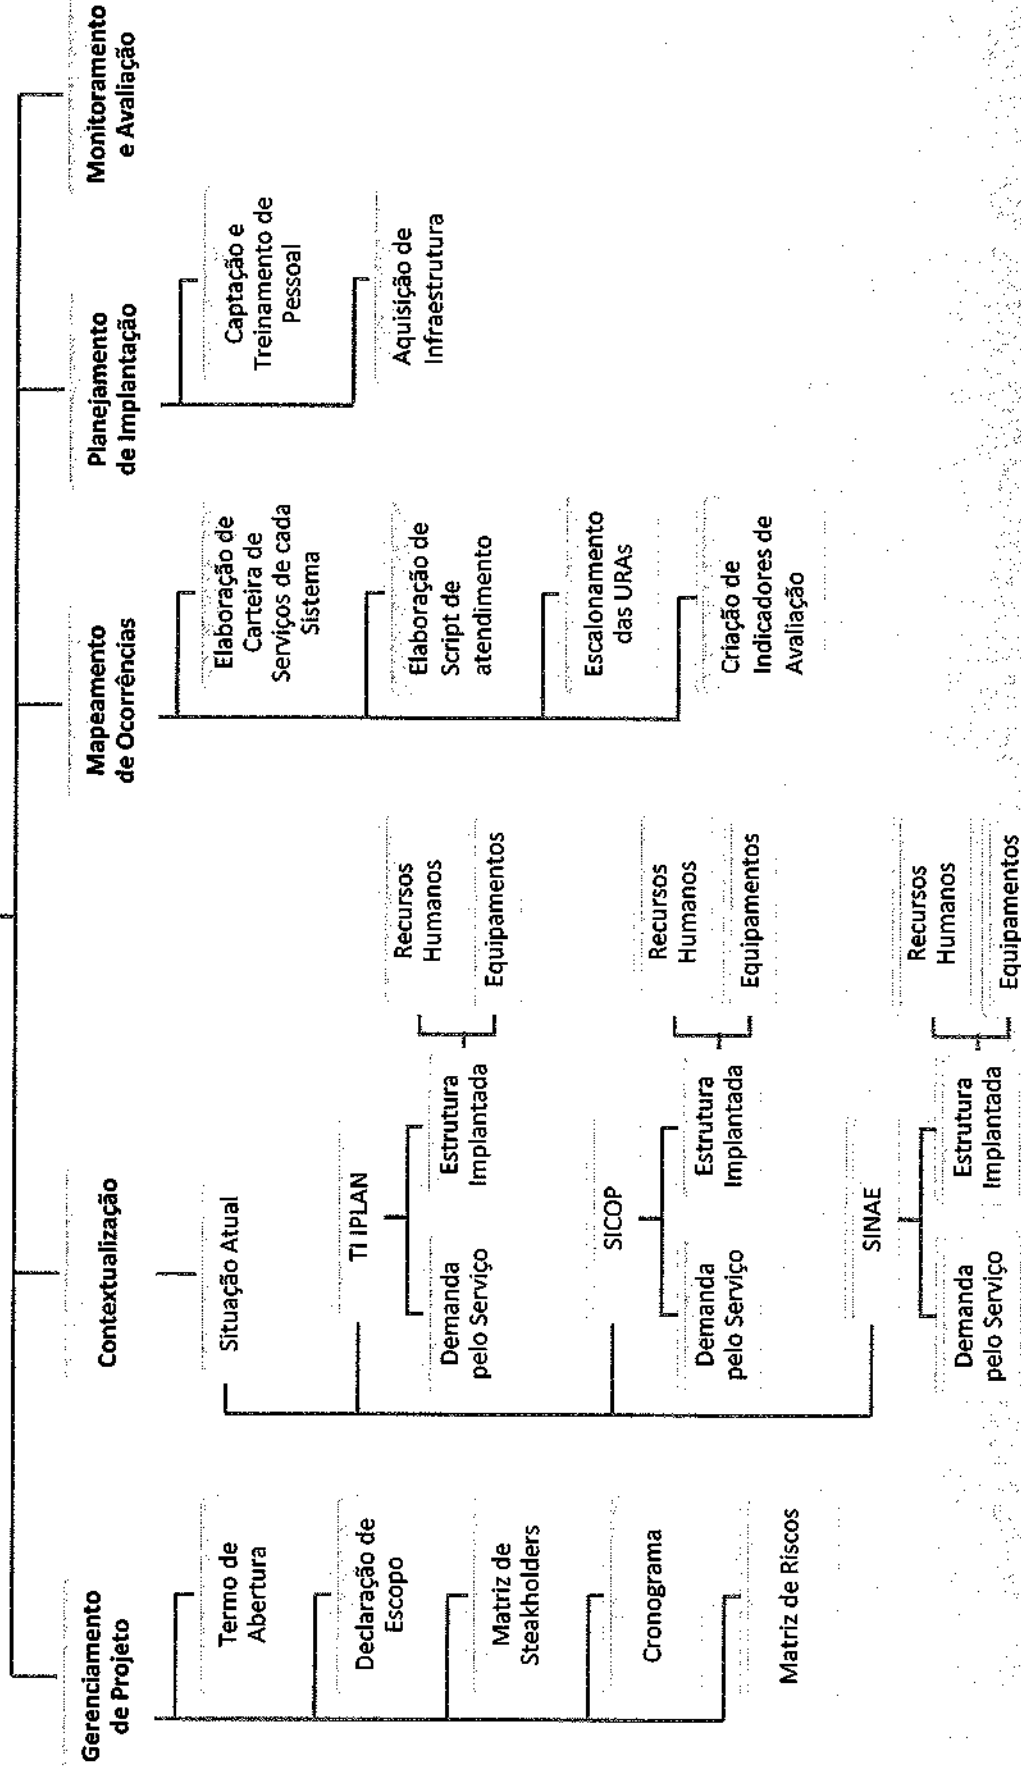 Gerenciamento
de Projeto
Termo de
Abertura
Declaração de
Escopo
Matriz de
Steakholders
Cronograma
Matriz de Riscos
Contextualização
Situação Atual
TI IPLAN
Demanda
pelo Serviço
Estrutura
Implantada
Recursos
Humanos
Equipamentos
SICOP
Demanda
pelo Serviço
Estrutura
Implantada
Recursos
Humanos
Equipamentos
SINAE
Demanda
pelo Serviço
Estrutura
Implantada
Recursos
Humanos
Equipamentos
Mapeamento
de Ocorrências
Elaboração de
Carteira de
Serviços de cada
Sistema
Elaboração de
Script de
atendimento
Escalonamento
das URAs
Criação de
Indicadores de
Avaliação
Planejamento
de Implantação
Captação e
Treinamento de
Pessoal
Aquisição de
Infraestrutura
Monitoramento
e Avaliação